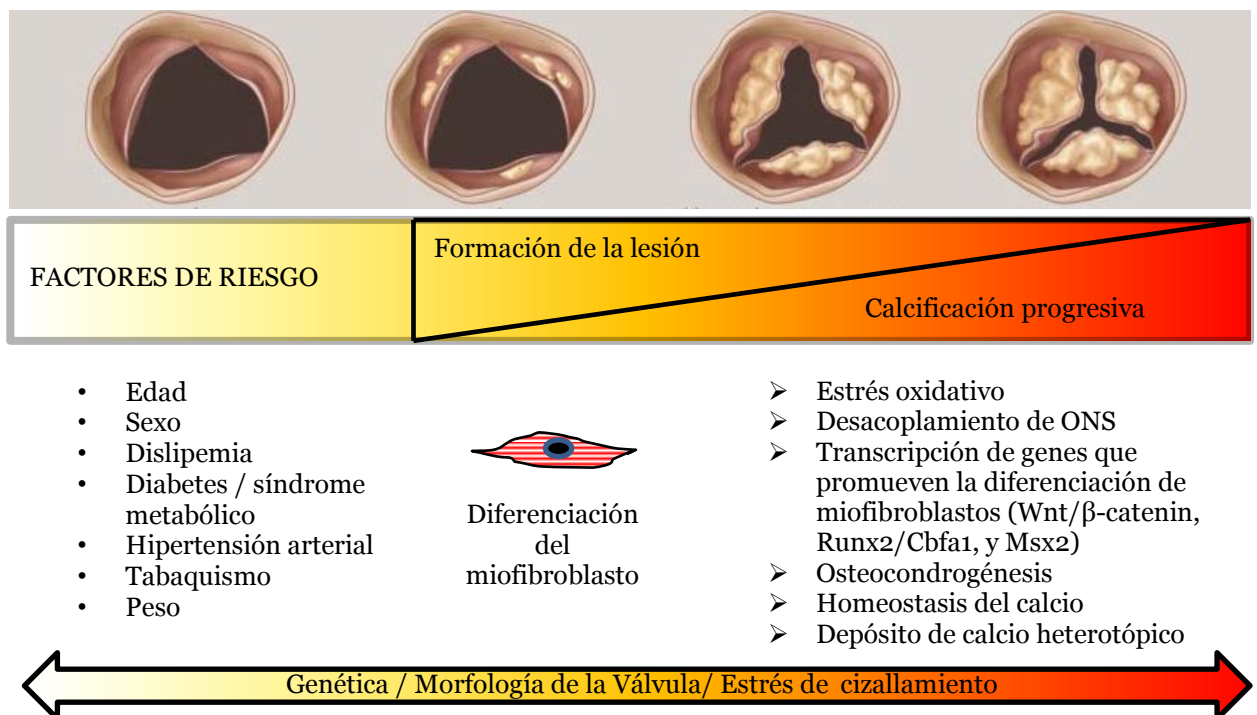 Formación de la lesión
FACTORES DE RIESGO
Calcificación progresiva
• Edad
• Sexo
• Dislipemia
• Diabetes / síndrome
metabólico
• Hipertensión arterial
• Tabaquismo
• Peso
Diferenciación
del
miofibroblasto
➢ Estrés oxidativo
➢ Desacoplamiento de ONS
➢ Transcripción de genes que
promueven la diferenciación de
miofibroblastos (Wnt/β-catenin,
Runx2/Cbfa1, y Msx2)
➢ Osteocondrogénesis
➢ Homeostasis del calcio
➢ Depósito de calcio heterotópico
Genética / Morfología de la Válvula/ Estrés de cizallamiento